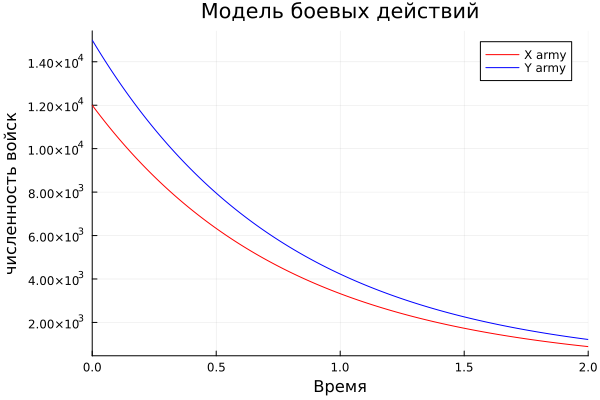 Модель боевых действий
X army
Y army
численность войск
1.40×10⁴
1.20×10⁴
1.00×10⁴
8.00×10³
6.00×10³
4.00×10³
2.00×10³
0.0 0.5 1.0 1.5 2.0
Время